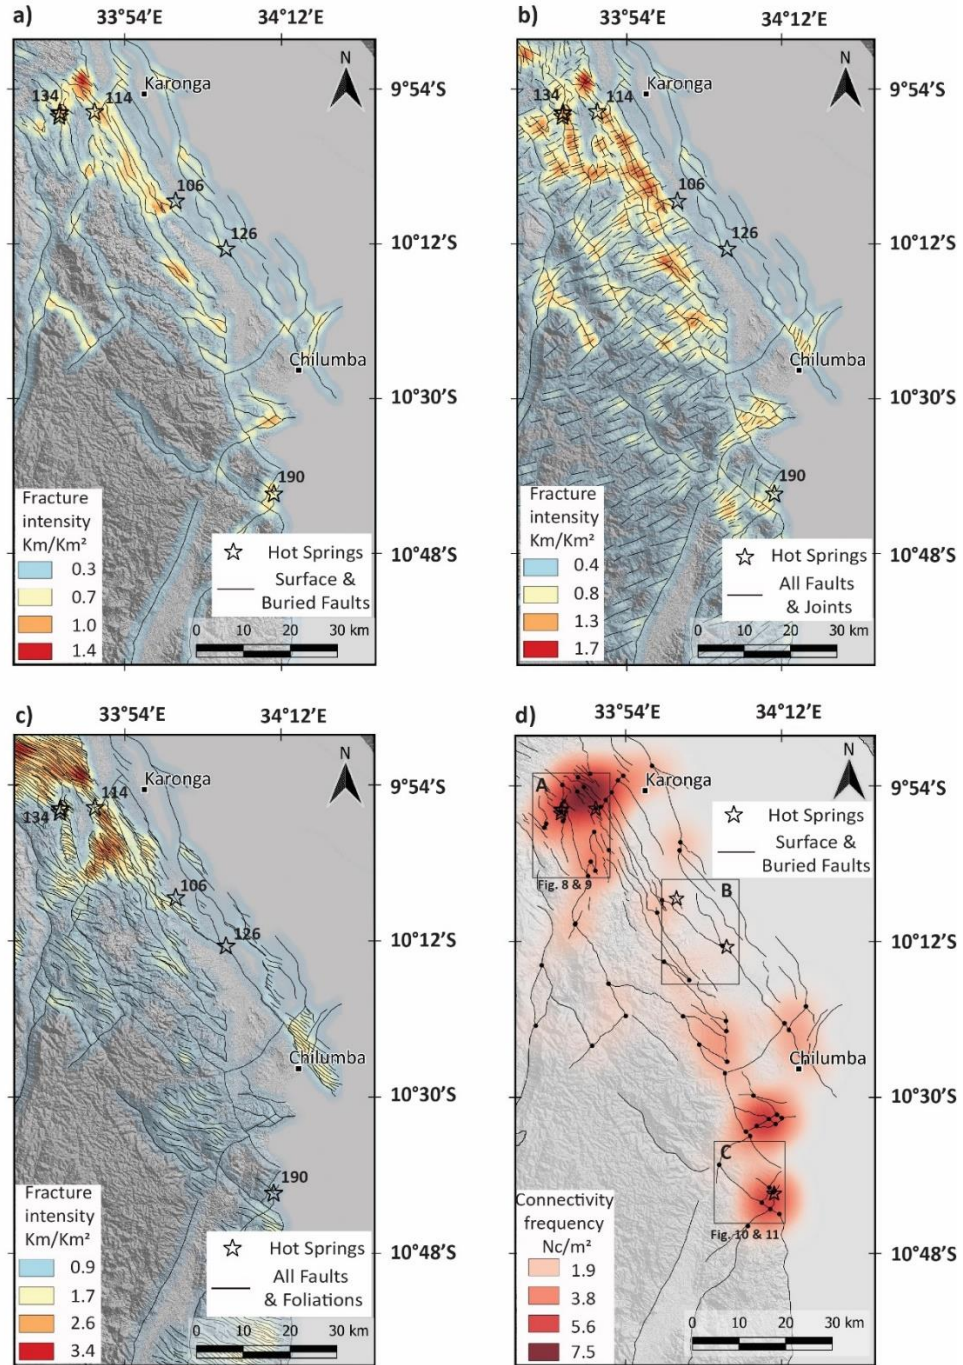 a)
33°54′E
34°12′E
N
Karonga
9°54′S
134
114
106
126
10°12′S
Chilumba
10°30′S
190
10°48′S
Fracture
intensity
Km/Km²
0.3
0.7
1.0
1.4
Hot Springs
Surface &
Buried Faults
0 10 20 30 km
b)
33°54′E
34°12′E
N
Karonga
9°54′S
134
114
106
126
10°12′S
Chilumba
10°30′S
190
10°48′S
Fracture
intensity
Km/Km²
0.4
0.8
1.3
1.7
Hot Springs
All Faults
& Joints
0 10 20 30 km
c)
33°54′E
34°12′E
N
Karonga
9°54′S
134
114
106
126
10°12′S
Chilumba
10°30′S
190
10°48′S
Fracture
intensity
Km/Km²
0.9
1.7
2.6
3.4
Hot Springs
All Faults
& Foliations
0 10 20 30 km
d)
33°54′E
34°12′E
N
A
Karonga
9°54′S
Hot Springs
Surface &
Buried Faults
Fig. 8 & 9
B
10°12′S
Chilumba
10°30′S
C
Fig. 10 & 11
10°48′S
Connectivity
frequency
Nc/m²
1.9
3.8
5.6
7.5
0 10 20 30 km